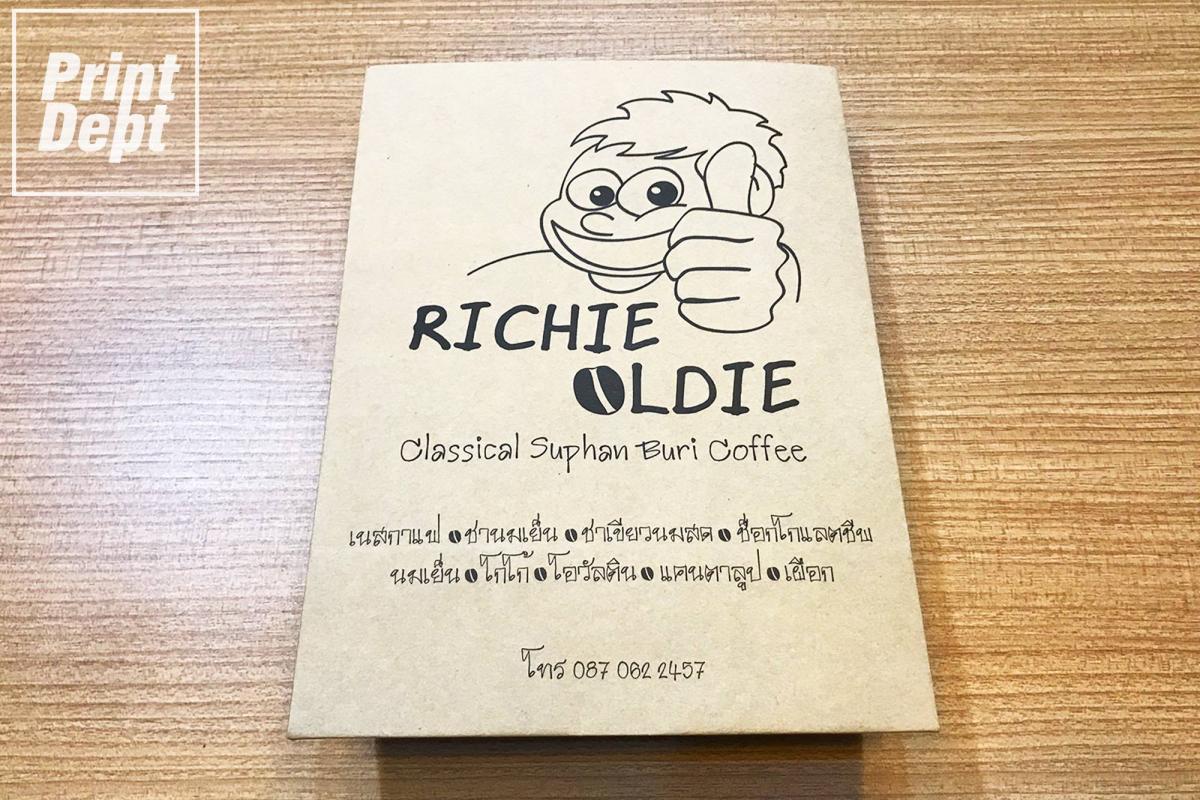 Print
Dept
RICHIE
OLDIE
Classical Suphan Buri Coffee
เนสกาแฟ ชานมเย็น ชาเขียวนมสด ช็อกโกแลตชีพ
นมเย็น โกโก้ โอวัลติน แคนตาลูป เผือก
โทร 087 062 2457